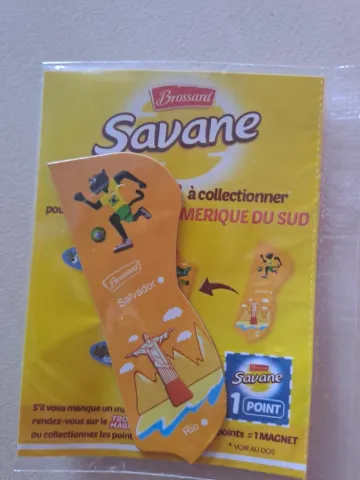 Brossard
Savane
à collectionner
MERIQUE DU SUD
Brossard
Salvador
Rio
Brossard
Savane
1 POINT
S'il vous manque un
rendez-vous sur le
ou collectionnez les
points = 1 MAGNET
* VOIR AU DOS